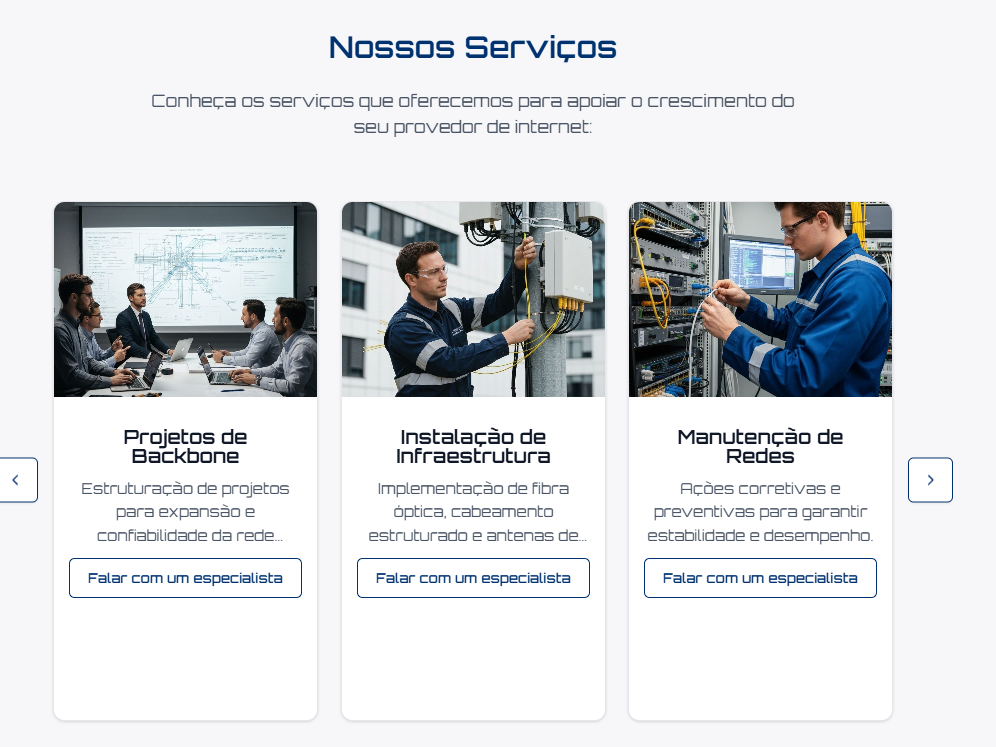 Nossos Serviços
Conheça os serviços que oferecemos para apoiar o crescimento do
seu provedor de internet:
Projetos de
Backbone
Estruturação de projetos
para expansão e
confiabilidade da rede...
Falar com um especialista
Instalação de
Infraestrutura
Implementação de fibra
óptica, cabeamento
estruturado e antenas de...
Falar com um especialista
Manutenção de
Redes
Ações corretivas e
preventivas para garantir
estabilidade e desempenho.
Falar com um especialista